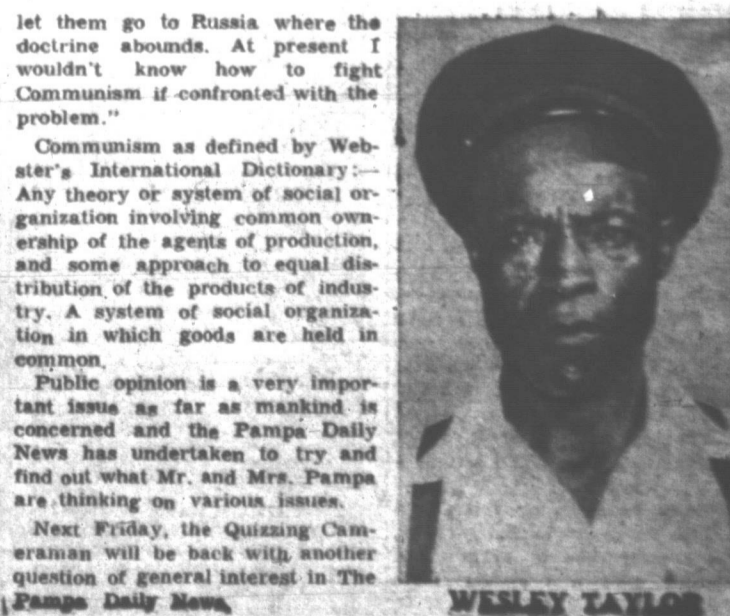 let them go to Russia where the
doctrine abounds. At present I
wouldn't know how to fight
Communism if confronted with the
problem."
Communism as defined by Web-
ster's International Dictionary:—
Any theory or system of social or-
ganization involving common own-
ership of the agents of production,
and some approach to equal dis-
tribution of the products of indus-
try. A system of social organiza-
tion in which goods are held in
common.
Public opinion is a very impor-
tant issue as far as mankind is
concerned and the Pampa Daily
News has undertaken to try and
find out what Mr. and Mrs. Pampa
are thinking on various issues.
Next Friday, the Quizzing Cam-
eraman will be back with another
question of general interest in The
Pampa Daily News.
WESLEY TAYLOR